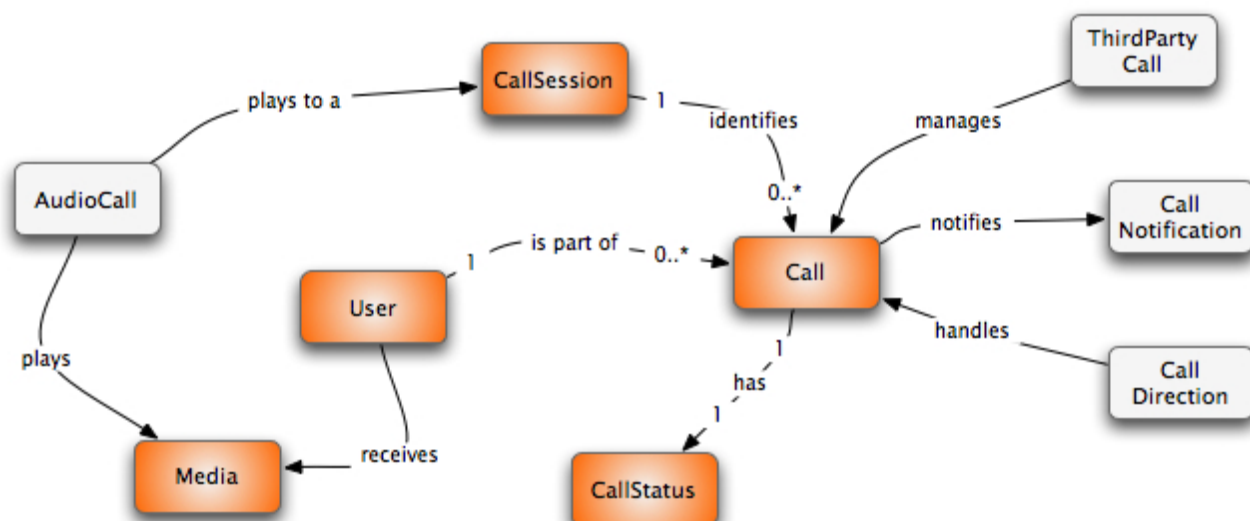 ThirdParty
Call
CallSession
plays to a
1
identifies
manages
0..*
AudioCall
Call
Notification
notifies
is part of
1
0..*
Call
User
handles
1
has
1
plays
Call
Direction
receives
Media
CallStatus